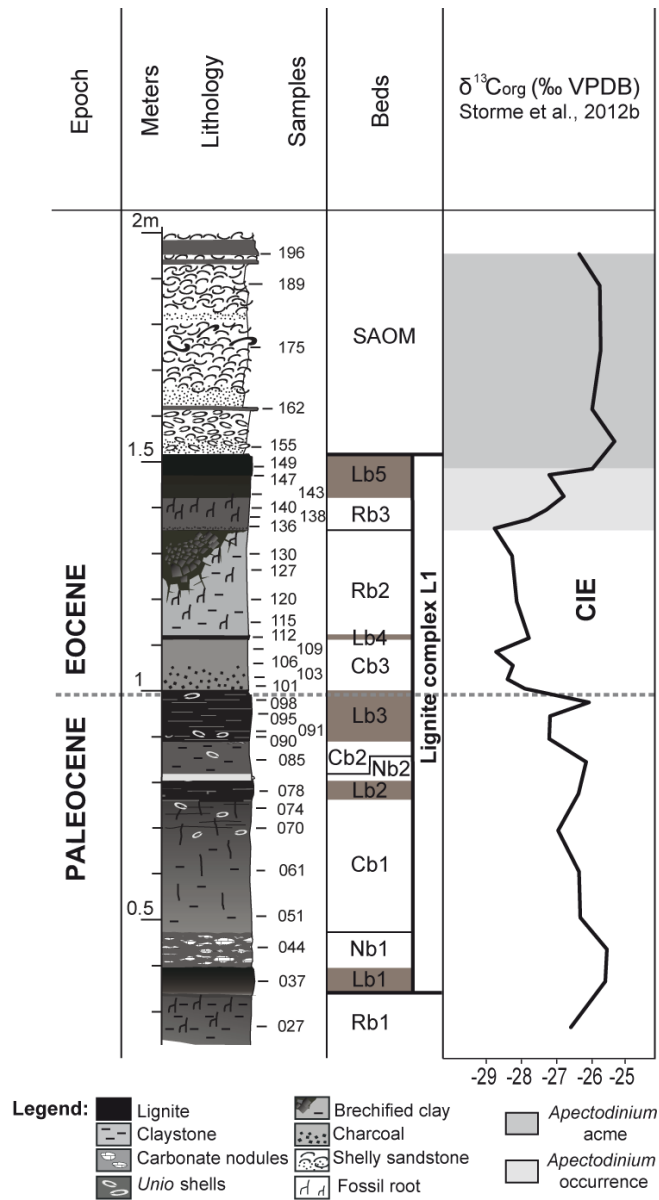 Epoch
Meters
Lithology
Samples
Beds
δ¹³Corg (‰ VPDB)
Storme et al., 2012b
2m
196
189
SAOM
175
162
155
1.5
149
147
143
Lb5
140
138
136
Rb3
130
127
Rb2
120
115
112
Lb4
109
106
103
101
Cb3
1
098
095
091
090
Lb3
085
Cb2
Nb2
078
Lb2
074
070
061
Cb1
051
0.5
044
Nb1
037
Lb1
027
Rb1
EOCENE
PALEOCENE
Lignite complex L1
CIE
-29 -28 -27 -26 -25
Legend:
Lignite
Claystone
Carbonate nodules
Unio shells
Brechified clay
Charcoal
Shelly sandstone
Fossil root
Apectodinium
acme
Apectodinium
occurrence